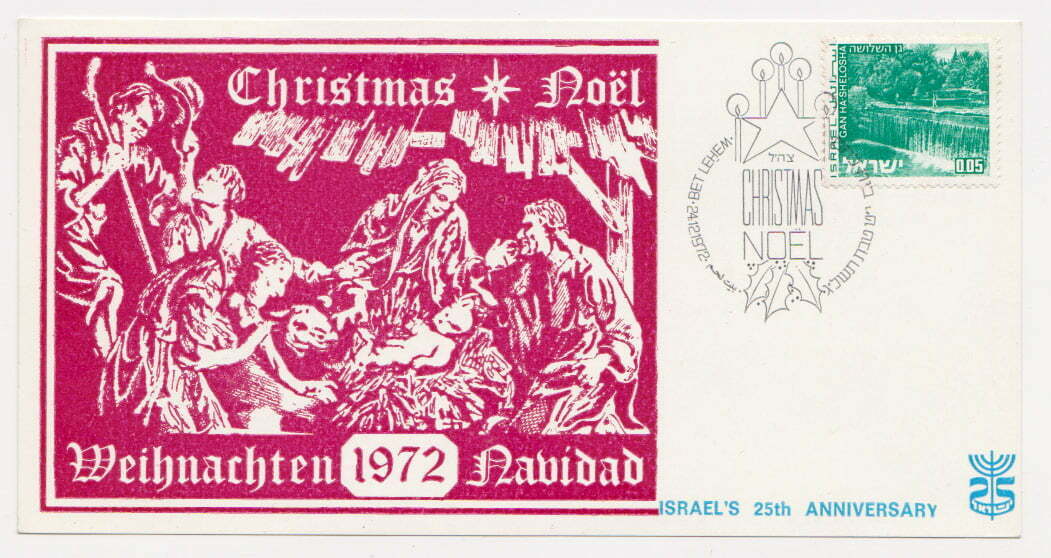 Christmas Noël
Weihnachten 1972 Navidad
גן השלושה
GAN HA-SHELOSHA
ISRAEL
ישראל
0.05
צה״ל
CHRISTMAS
NOËL
24.12.1972 · BET LEHEM ·
ISRAEL'S 25th ANNIVERSARY
25